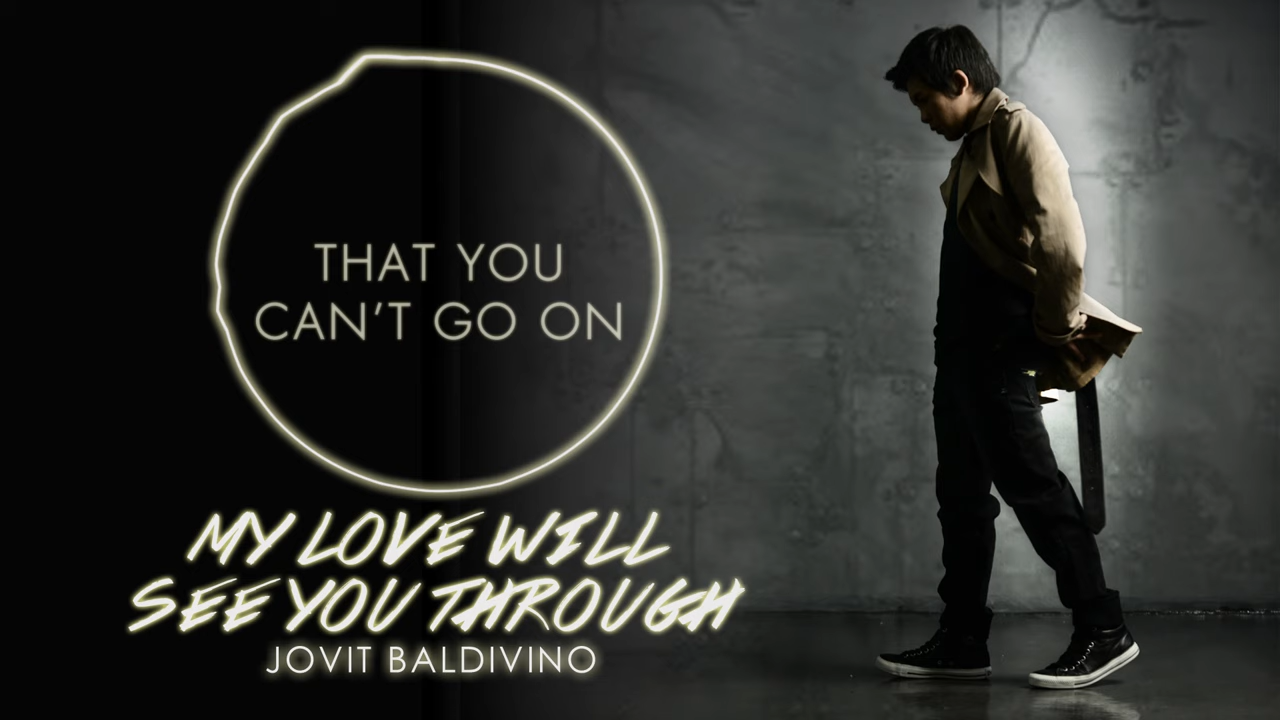 THAT YOU
CAN'T GO ON
MY LOVE WILL
SEE YOU THROUGH
JOVIT BALDIVINO